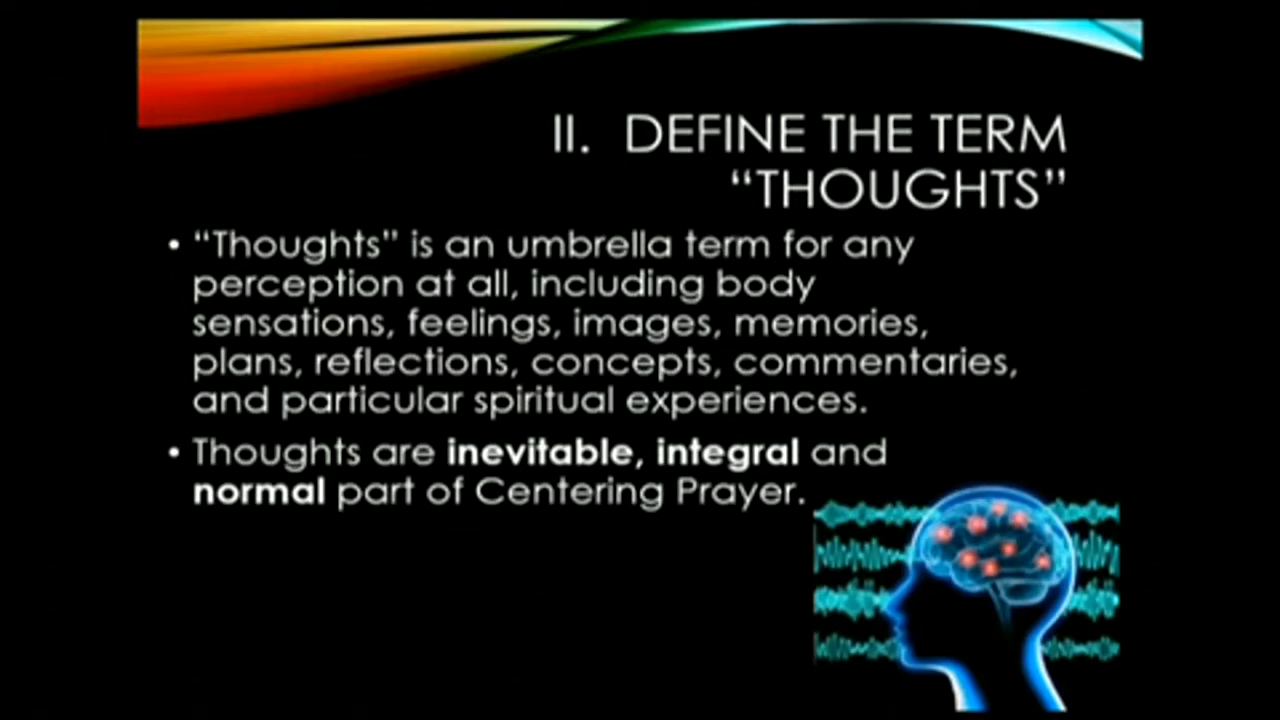 II. DEFINE THE TERM
“THOUGHTS”
• “Thoughts” is an umbrella term for any
perception at all, including body
sensations, feelings, images, memories,
plans, reflections, concepts, commentaries,
and particular spiritual experiences.
• Thoughts are inevitable, integral and
normal part of Centering Prayer.